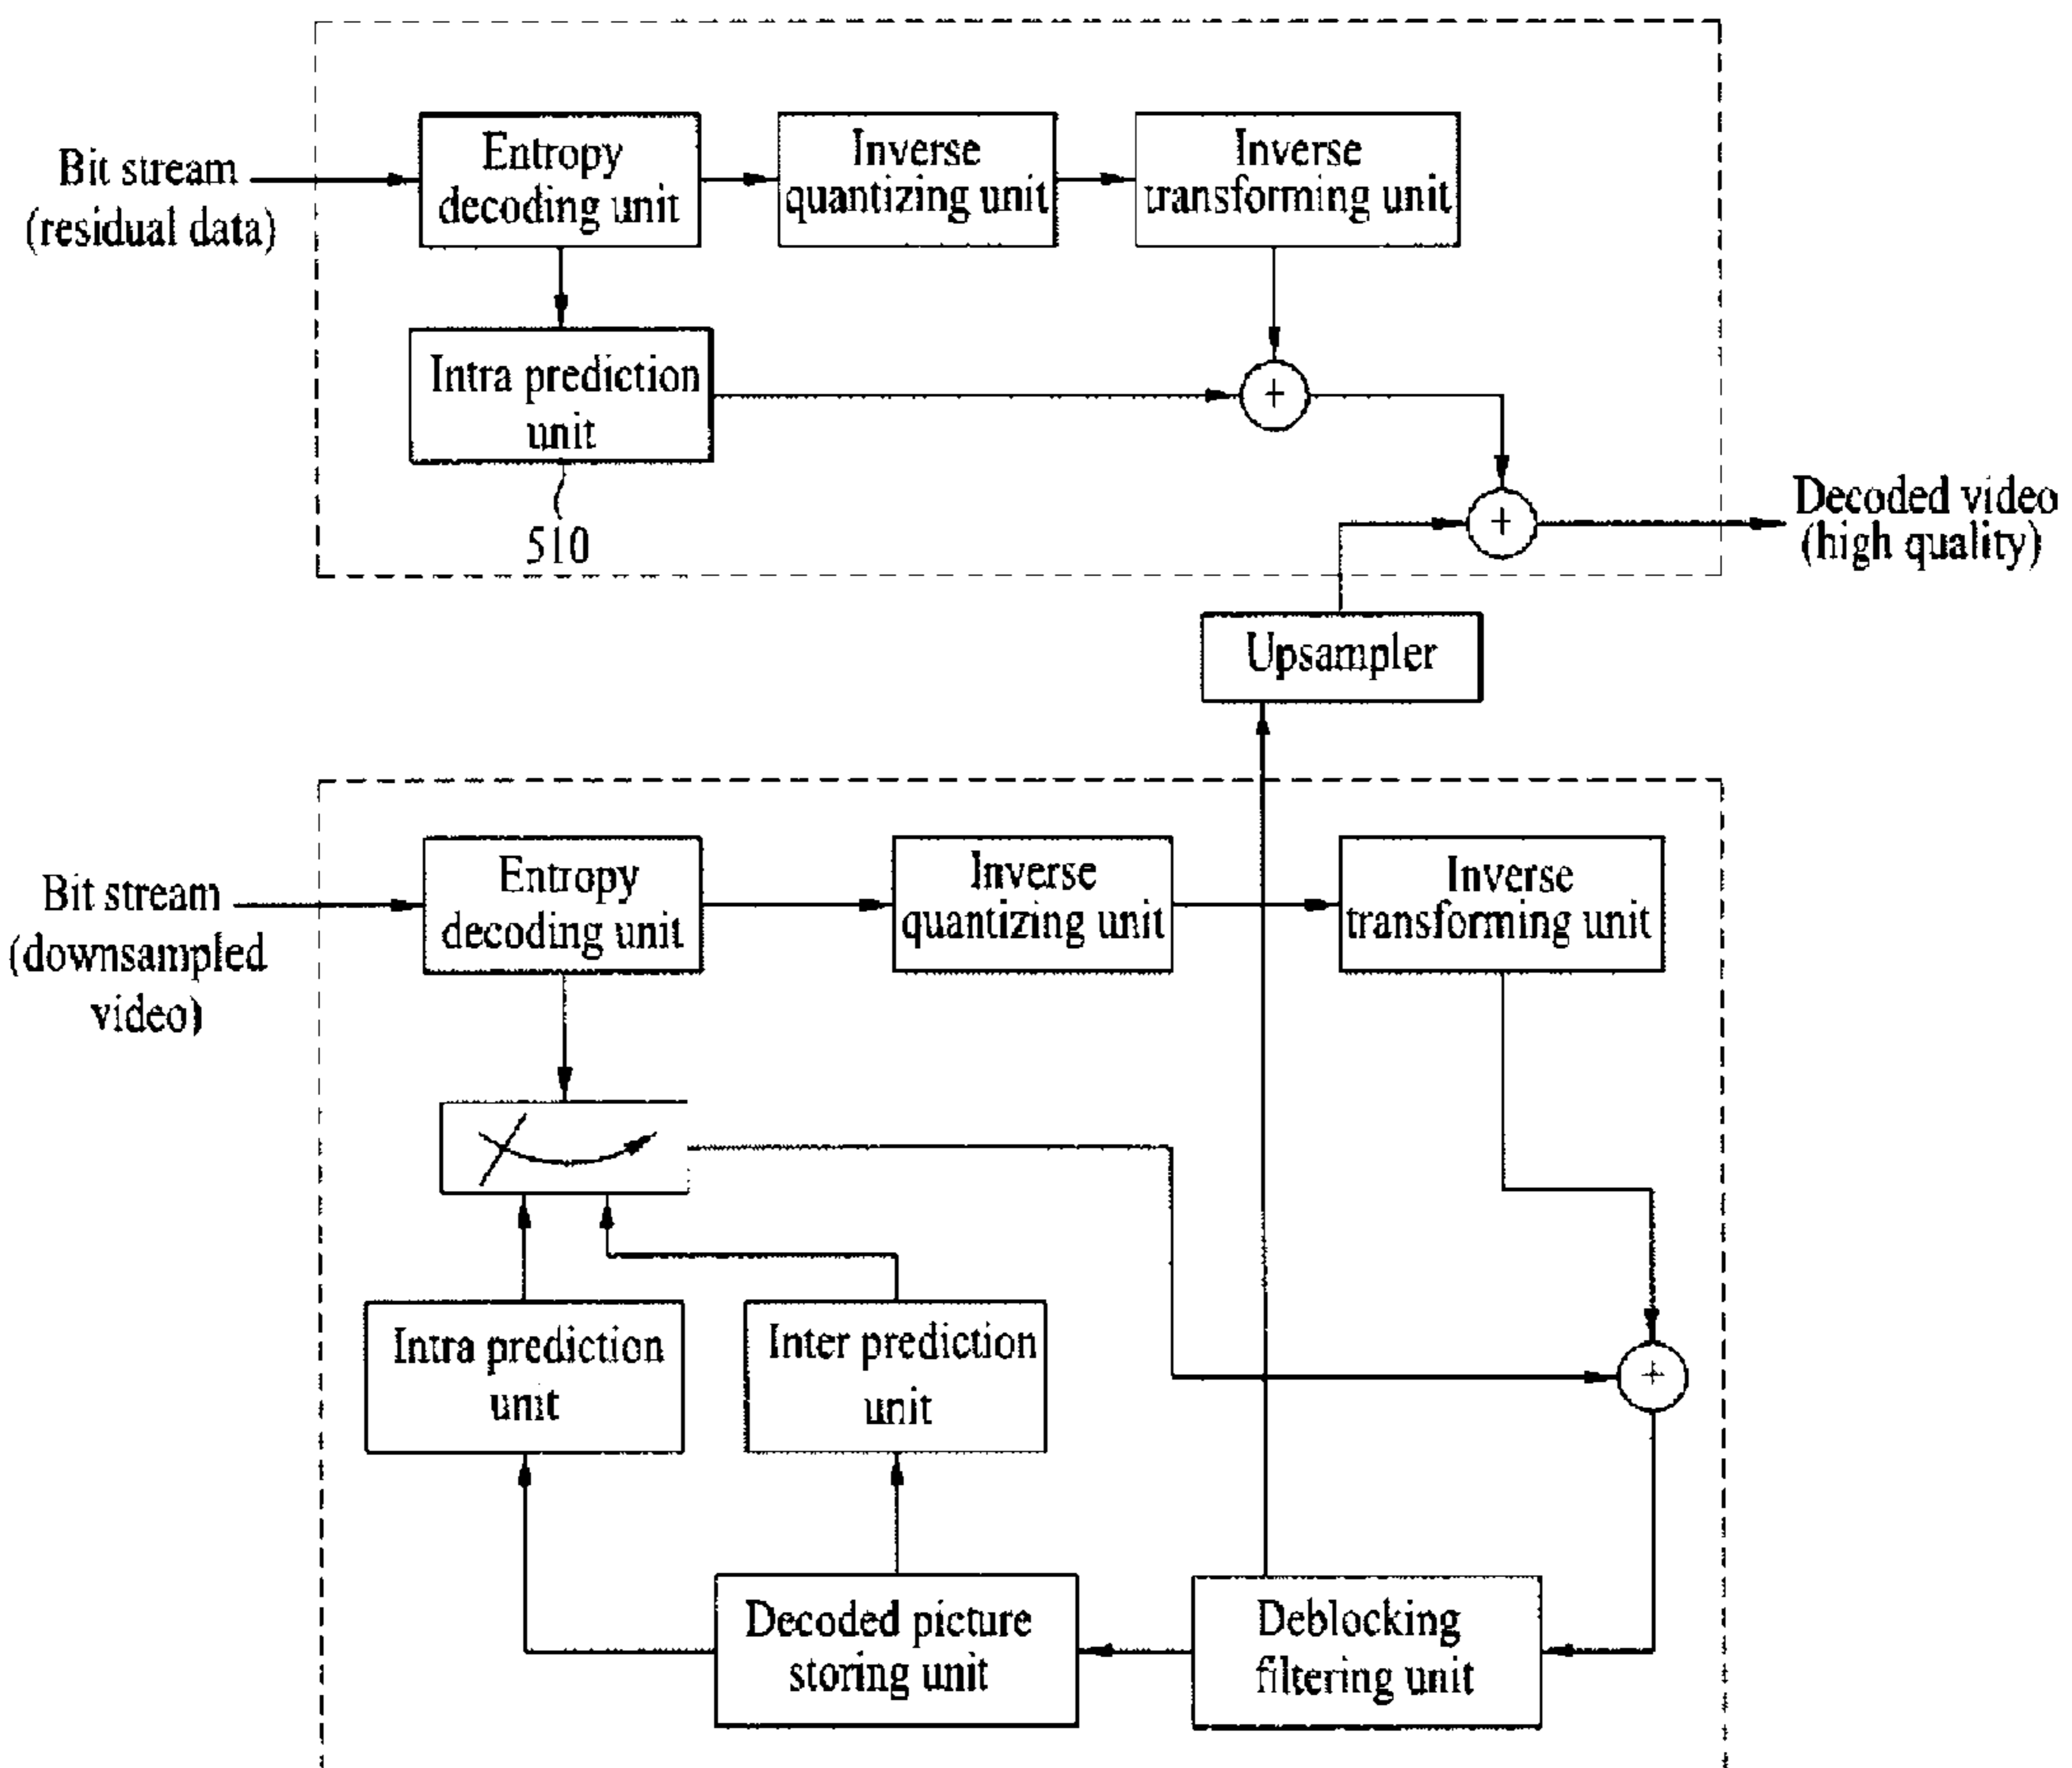 Bit stream
(residual data)
Entropy
decoding unit
Inverse
quantizing unit
Inverse
transforming unit
Intra prediction
unit
+
510
+
Decoded video
(high quality)
Upsampler
Bit stream
(downsampled
video)
Entropy
decoding unit
Inverse
quantizing unit
Inverse
transforming unit
Intra prediction
unit
Inter prediction
unit
+
Decoded picture
storing unit
Deblocking
filtering unit